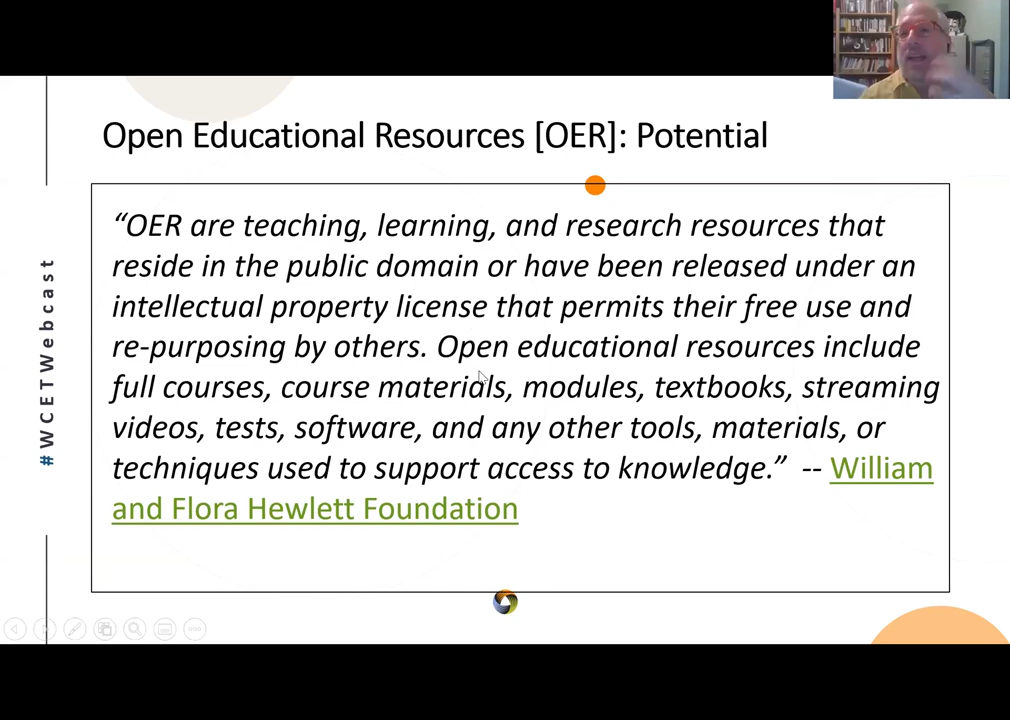 Open Educational Resources [OER]: Potential
“OER are teaching, learning, and research resources that
reside in the public domain or have been released under an
intellectual property license that permits their free use and
re-purposing by others. Open educational resources include
full courses, course materials, modules, textbooks, streaming
videos, tests, software, and any other tools, materials, or
techniques used to support access to knowledge.” -- William
and Flora Hewlett Foundation
#WCETWebcast